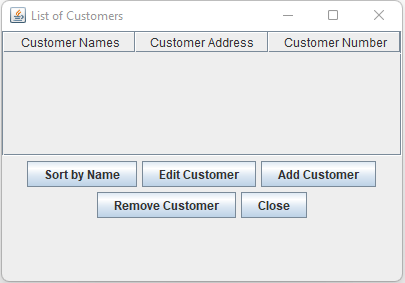 List of Customers
Customer Names Customer Address Customer Number
Sort by Name Edit Customer Add Customer
Remove Customer Close